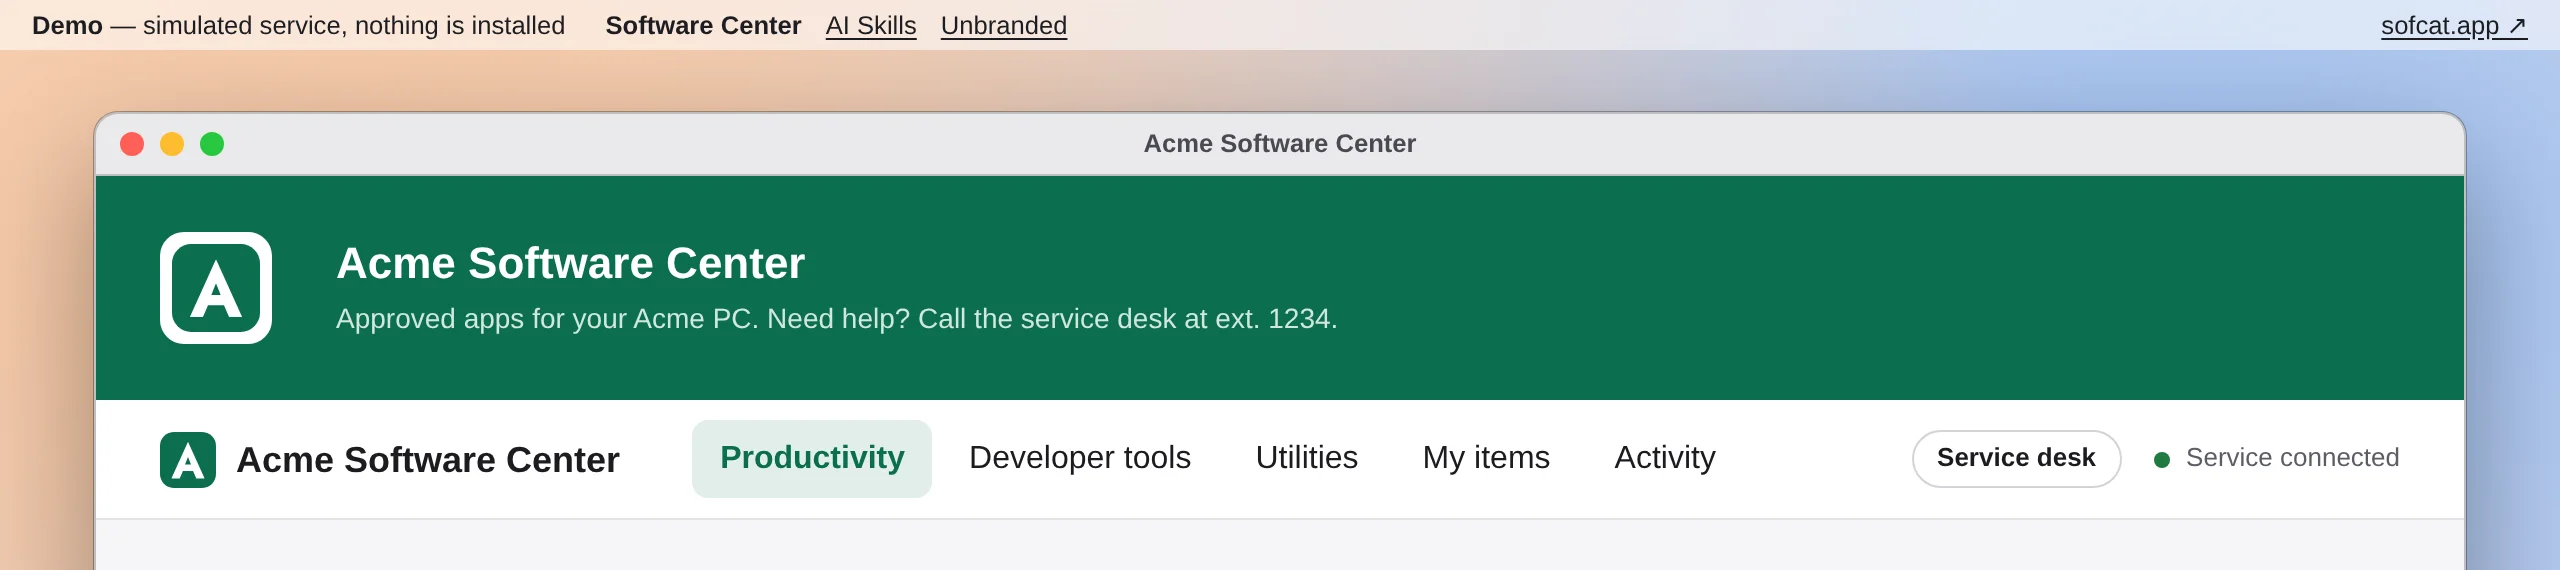 Demo — simulated service, nothing is installed Software Center AI Skills Unbranded sofcat.app ↗
Acme Software Center
Acme Software Center
Approved apps for your Acme PC. Need help? Call the service desk at ext. 1234.
Acme Software Center Productivity Developer tools Utilities My items Activity Service desk Service connected